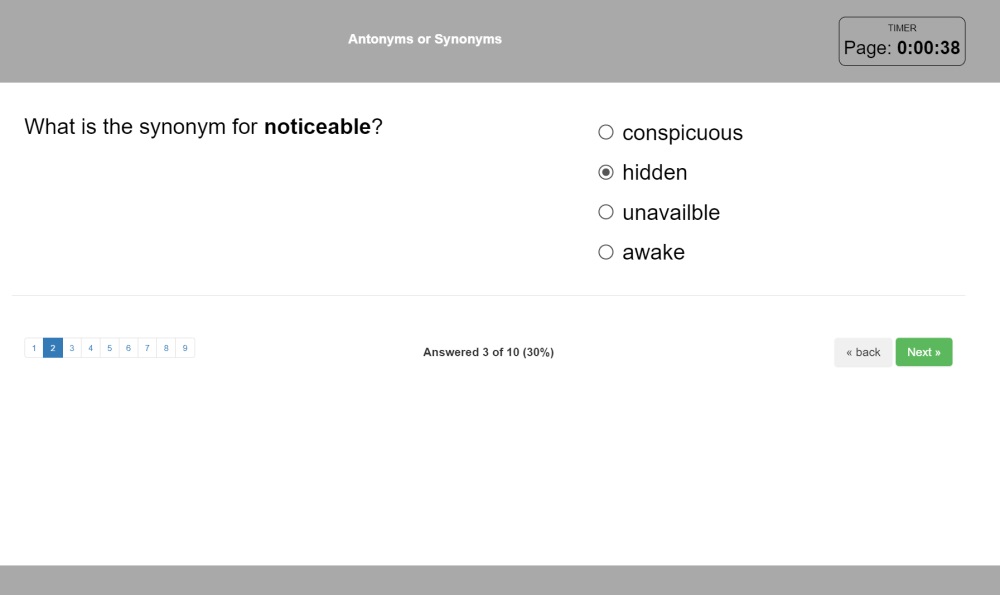 Antonyms or Synonyms
TIMER
Page: 0:00:38
What is the synonym for noticeable?
conspicuous
hidden
unavailble
awake
1 2 3 4 5 6 7 8 9
Answered 3 of 10 (30%)
« back
Next »